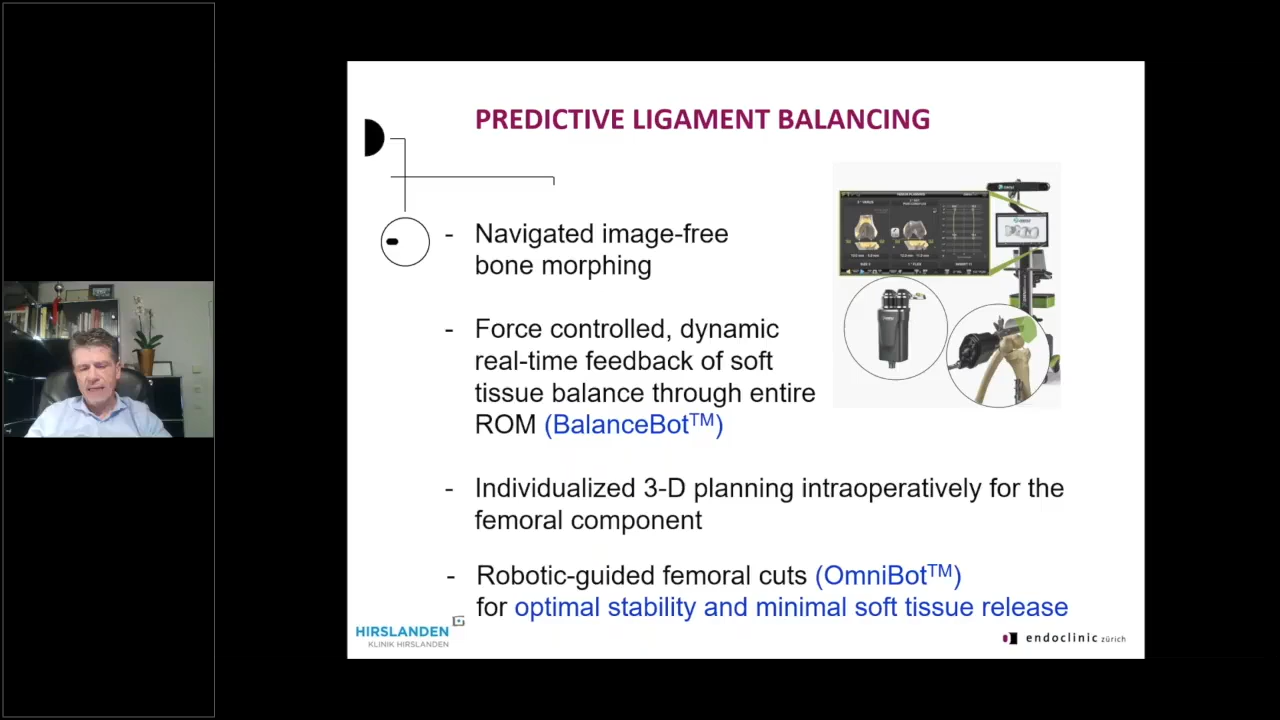 PREDICTIVE LIGAMENT BALANCING
- Navigated image-free
bone morphing
- Force controlled, dynamic
real-time feedback of soft
tissue balance through entire
ROM (BalanceBot™)
- Individualized 3-D planning intraoperatively for the
femoral component
- Robotic-guided femoral cuts (OmniBot™)
for optimal stability and minimal soft tissue release
HIRSLANDEN
KLINIK HIRSLANDEN
endoclinic zürich